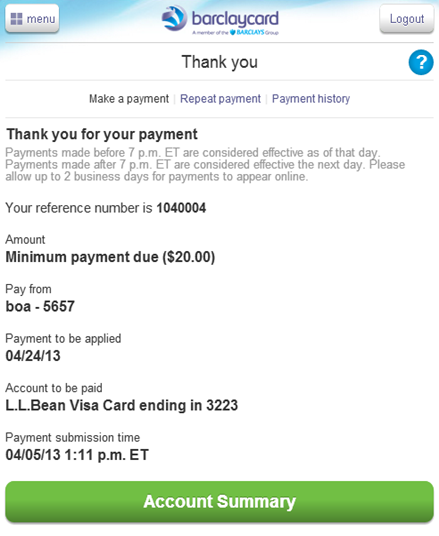 menu
barclaycard
A member of the BARCLAYS Group
Logout
Thank you
?
Make a payment | Repeat payment | Payment history
Thank you for your payment
Payments made before 7 p.m. ET are considered effective as of that day.
Payments made after 7 p.m. ET are considered effective the next day. Please
allow up to 2 business days for payments to appear online.
Your reference number is 1040004
Amount
Minimum payment due ($20.00)
Pay from
boa - 5657
Payment to be applied
04/24/13
Account to be paid
L.L.Bean Visa Card ending in 3223
Payment submission time
04/05/13 1:11 p.m. ET
Account Summary